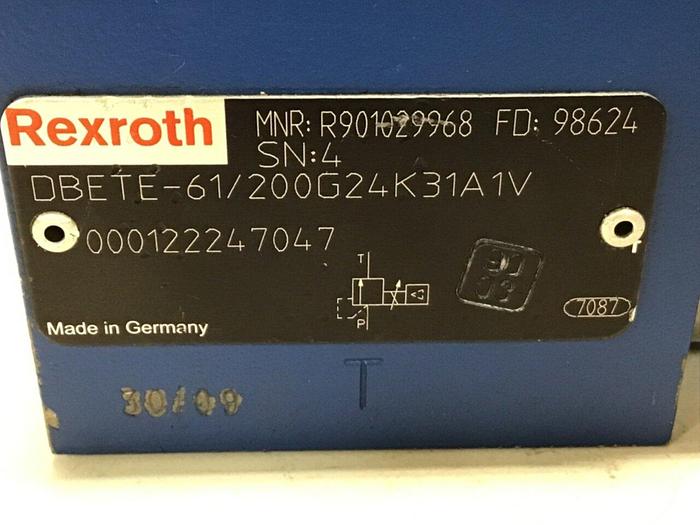 Rexroth
MNR: R901029968 FD: 98624
SN:4
DBETE-61/200G24K31A1V
000122247047
T
P
7087
Made in Germany
T
30/09